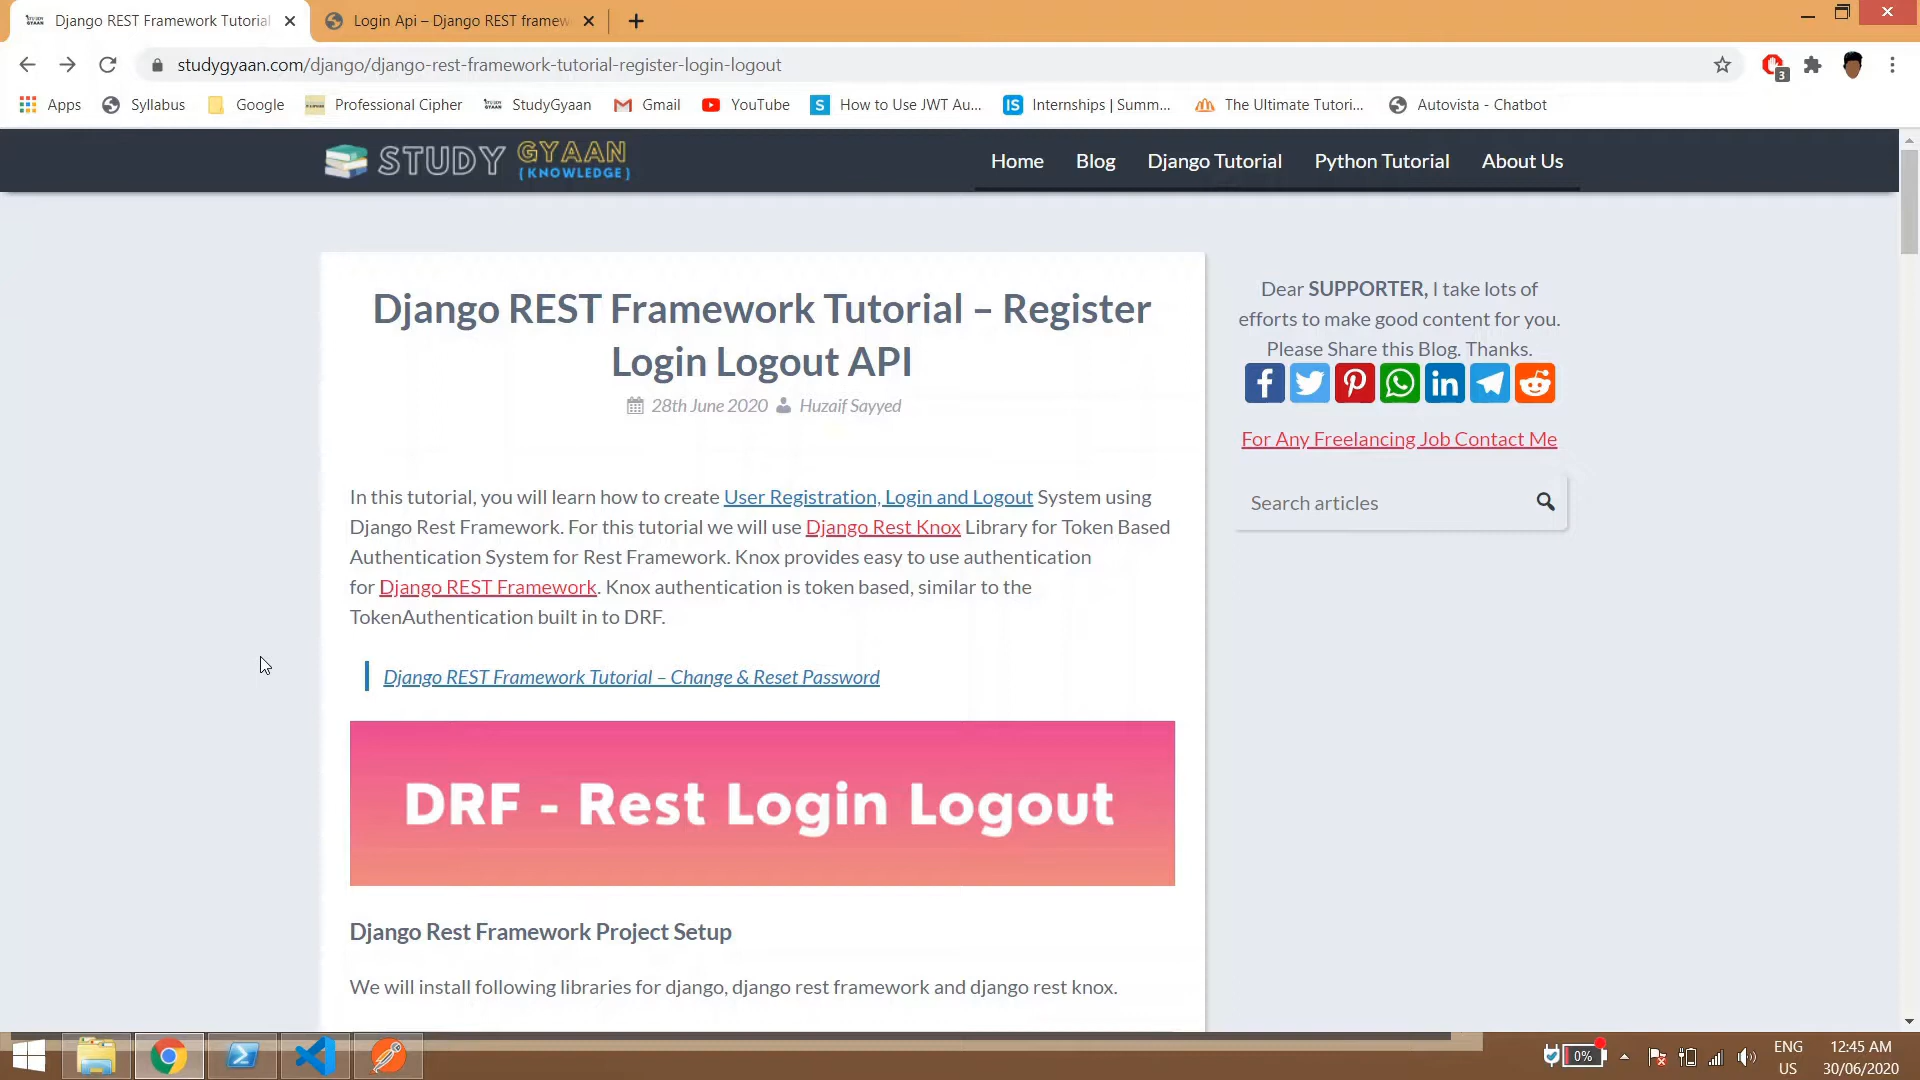 Django REST Framework Tutorial
Login Api – Django REST framew
studygyaan.com/django/django-rest-framework-tutorial-register-login-logout
3
Apps
Syllabus
Google
Professional Cipher
StudyGyaan
Gmail
YouTube
S
How to Use JWT Au...
IS
Internships | Summ...
The Ultimate Tutori...
Autovista - Chatbot
STUDY GYAAN
{KNOWLEDGE}
Home
Blog
Django Tutorial
Python Tutorial
About Us
Django REST Framework Tutorial – Register
Login Logout API
28th June 2020
Huzaif Sayyed
In this tutorial, you will learn how to create User Registration, Login and Logout System using
Django Rest Framework. For this tutorial we will use Django Rest Knox Library for Token Based
Authentication System for Rest Framework. Knox provides easy to use authentication
for Django REST Framework. Knox authentication is token based, similar to the
TokenAuthentication built in to DRF.
Django REST Framework Tutorial – Change & Reset Password
DRF - Rest Login Logout
Django Rest Framework Project Setup
We will install following libraries for django, django rest framework and django rest knox.
Dear SUPPORTER, I take lots of
efforts to make good content for you.
Please Share this Blog. Thanks.
For Any Freelancing Job Contact Me
Search articles
0%
ENG
US
12:45 AM
30/06/2020